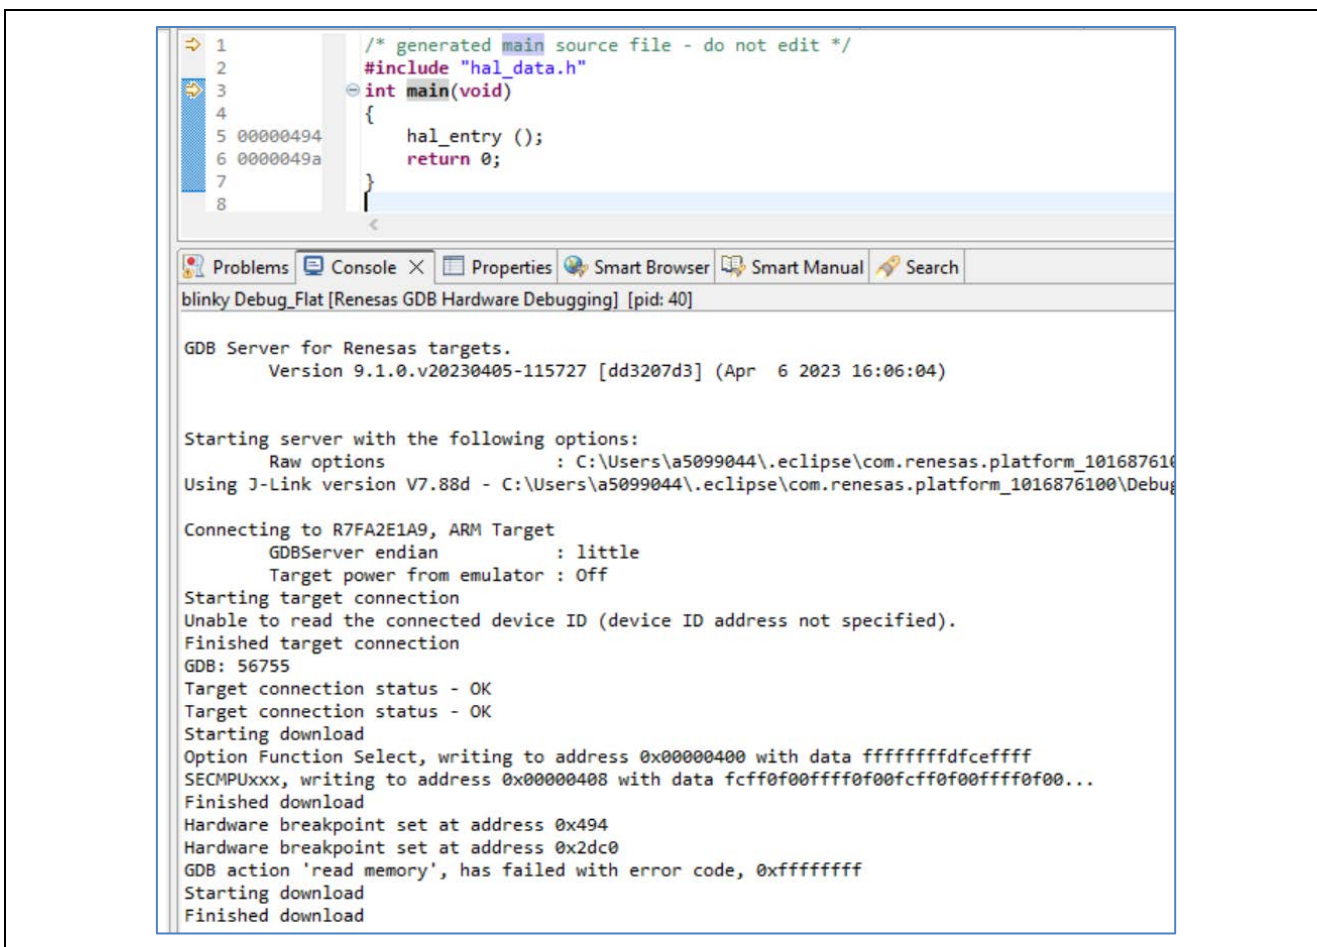 1 /* generated main source file - do not edit */
2 #include "hal_data.h"
3 int main(void)
4 {
5 00000494 hal_entry ();
6 0000049a return 0;
7 }
8
Problems Console Properties Smart Browser Smart Manual Search
blinky Debug_Flat [Renesas GDB Hardware Debugging] [pid: 40]
GDB Server for Renesas targets.
Version 9.1.0.v20230405-115727 [dd3207d3] (Apr 6 2023 16:06:04)
Starting server with the following options:
Raw options : C:\Users\a5099044\.eclipse\com.renesas.platform_101687610
Using J-Link version V7.88d - C:\Users\a5099044\.eclipse\com.renesas.platform_1016876100\Debug
Connecting to R7FA2E1A9, ARM Target
GDBServer endian : little
Target power from emulator : Off
Starting target connection
Unable to read the connected device ID (device ID address not specified).
Finished target connection
GDB: 56755
Target connection status - OK
Target connection status - OK
Starting download
Option Function Select, writing to address 0x00000400 with data ffffffffdfceffff
SECMPUxxx, writing to address 0x00000408 with data fcff0f00ffff0f00fcff0f00ffff0f00...
Finished download
Hardware breakpoint set at address 0x494
Hardware breakpoint set at address 0x2dc0
GDB action 'read memory', has failed with error code, 0xffffffff
Starting download
Finished download